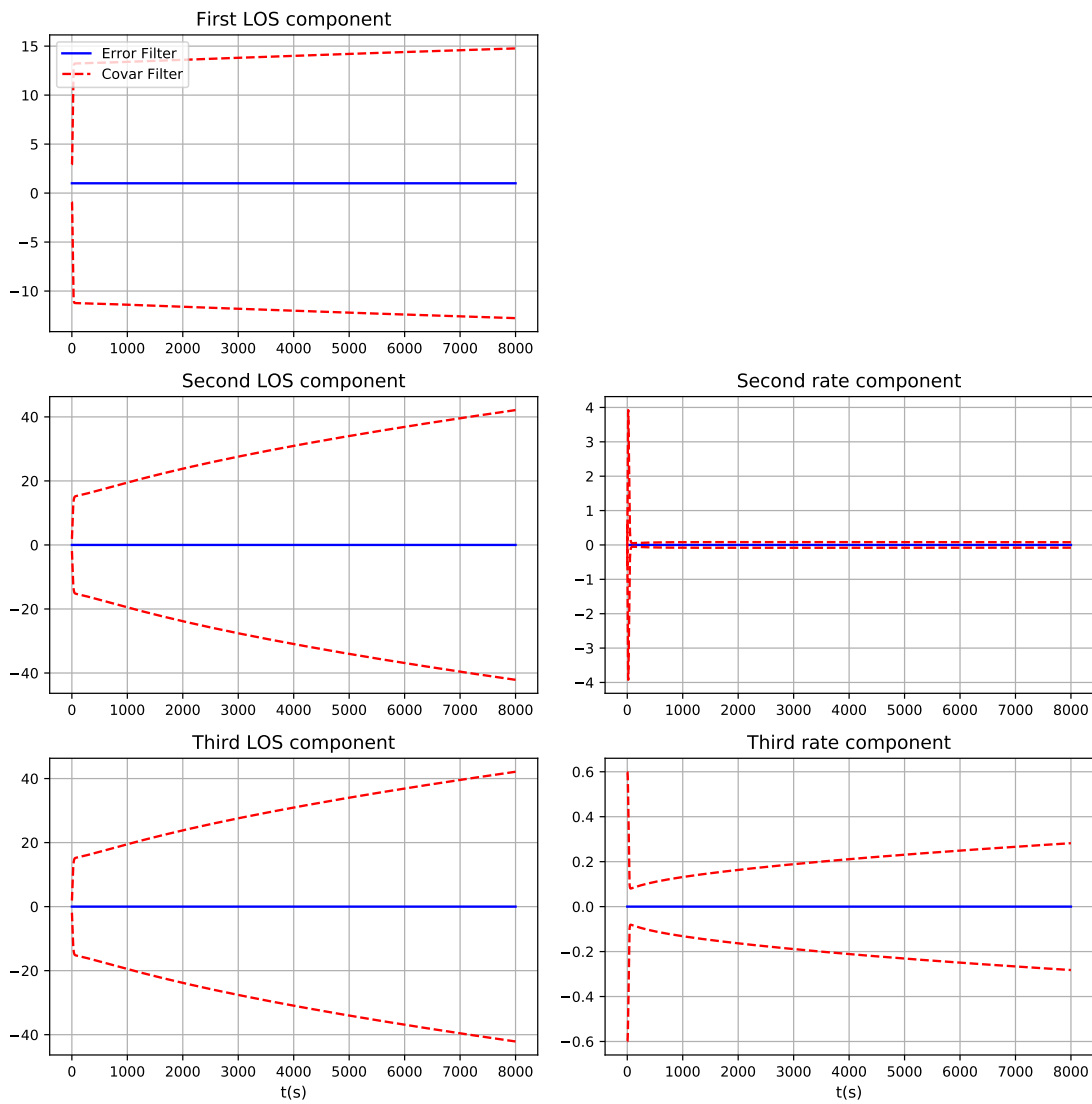 First LOS component
Error Filter
Covar Filter
15
10
5
0
−5
−10
0 1000 2000 3000 4000 5000 6000 7000 8000
Second LOS component
40
20
0
−20
−40
0 1000 2000 3000 4000 5000 6000 7000 8000
Second rate component
4
3
2
1
0
−1
−2
−3
−4
0 1000 2000 3000 4000 5000 6000 7000 8000
Third LOS component
40
20
0
−20
−40
0 1000 2000 3000 4000 5000 6000 7000 8000
t(s)
Third rate component
0.6
0.4
0.2
0.0
−0.2
−0.4
−0.6
0 1000 2000 3000 4000 5000 6000 7000 8000
t(s)